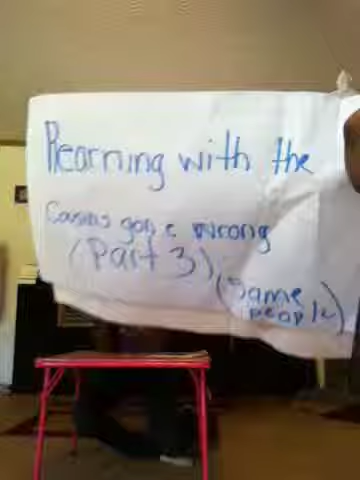 Rearning with the
Cousins gone wrong
(Part 3)
(Same
people)